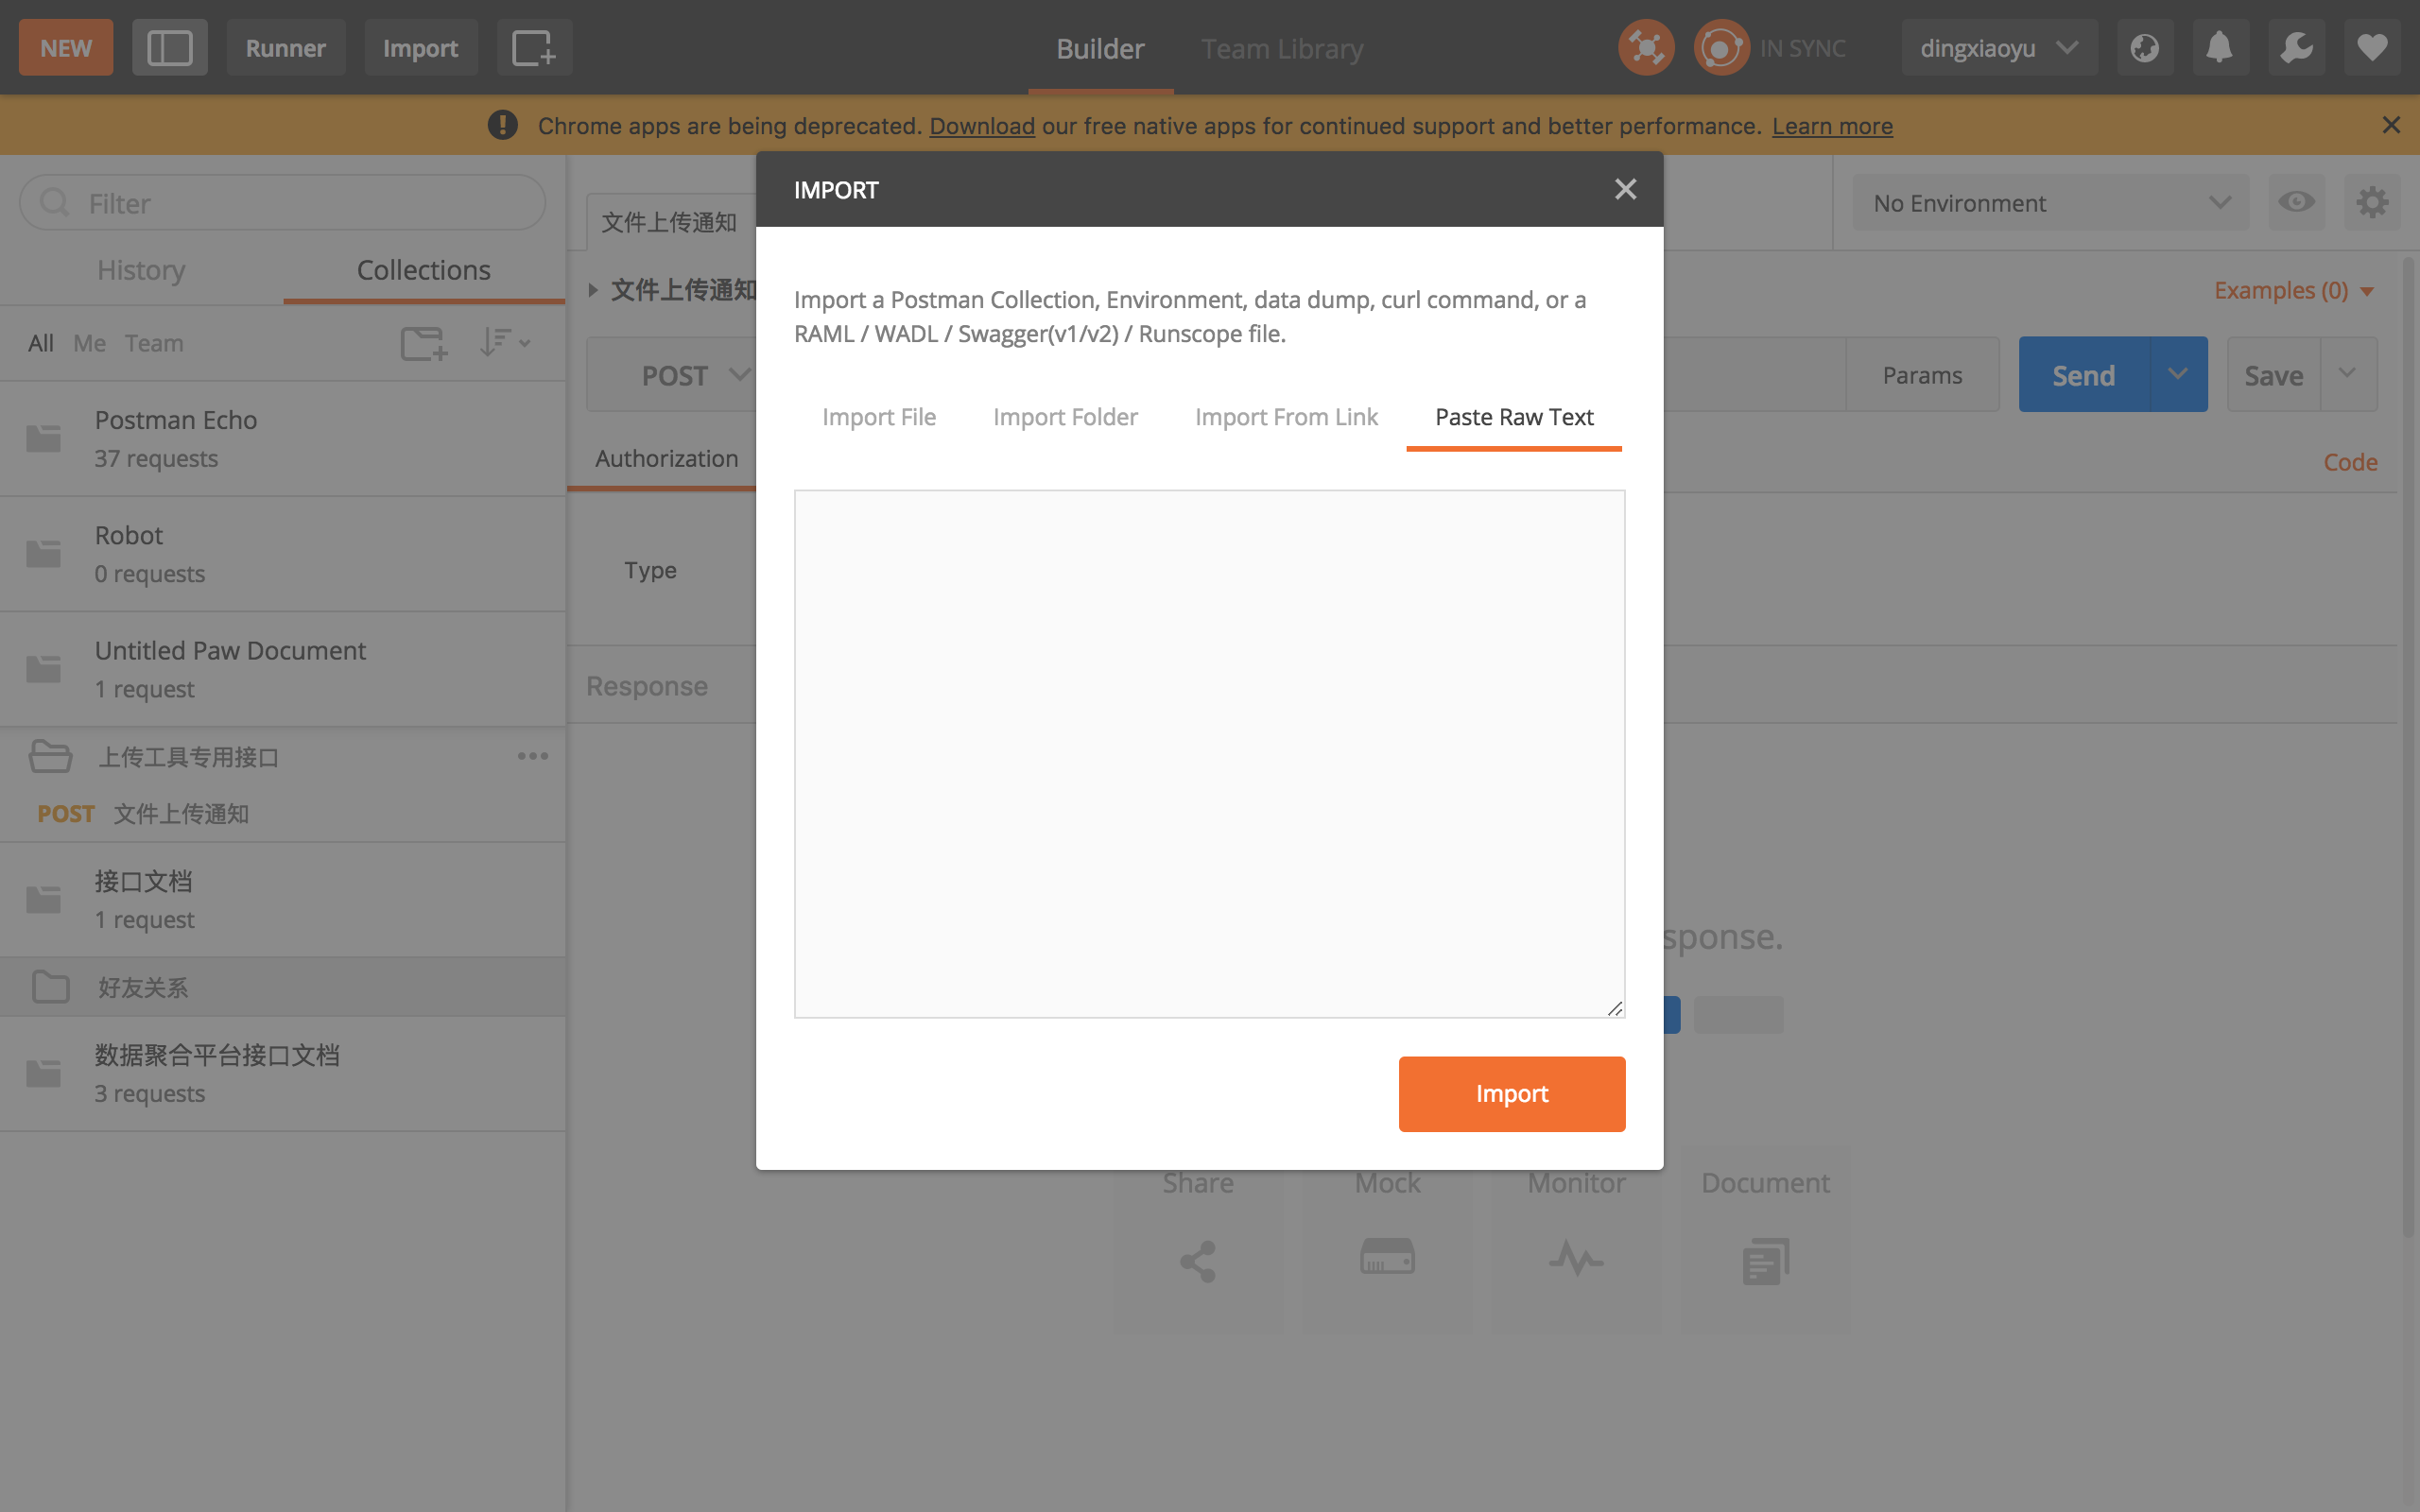 NEW
Runner
Import
Builder
Team Library
IN SYNC
dingxiaoyu
Chrome apps are being deprecated. Download our free native apps for continued support and better performance. Learn more
Filter
History
Collections
All
Me
Team
Postman Echo
37 requests
Robot
0 requests
Untitled Paw Document
1 request
上传工具专用接口
POST 文件上传通知
接口文档
1 request
好友关系
数据聚合平台接口文档
3 requests
文件上传通知
No Environment
文件上传通知
Examples (0)
POST
Params
Send
Save
Authorization
Code
Type
Response
sponse.
Share
Mock
Monitor
Document
IMPORT
Import a Postman Collection, Environment, data dump, curl command, or a
RAML / WADL / Swagger(v1/v2) / Runscope file.
Import File
Import Folder
Import From Link
Paste Raw Text
Import